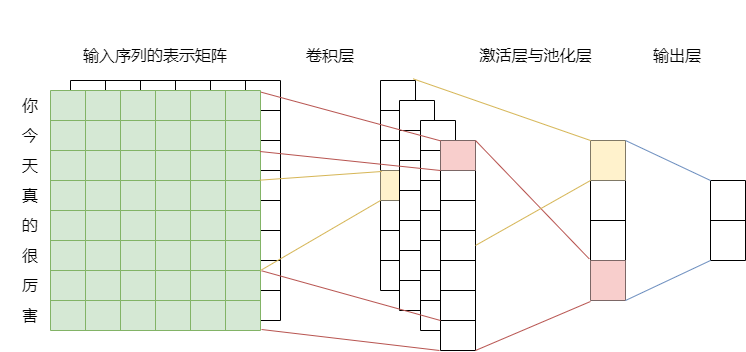 输入序列的表示矩阵 卷积层 激活层与池化层 输出层
你
今
天
真
的
很
厉
害